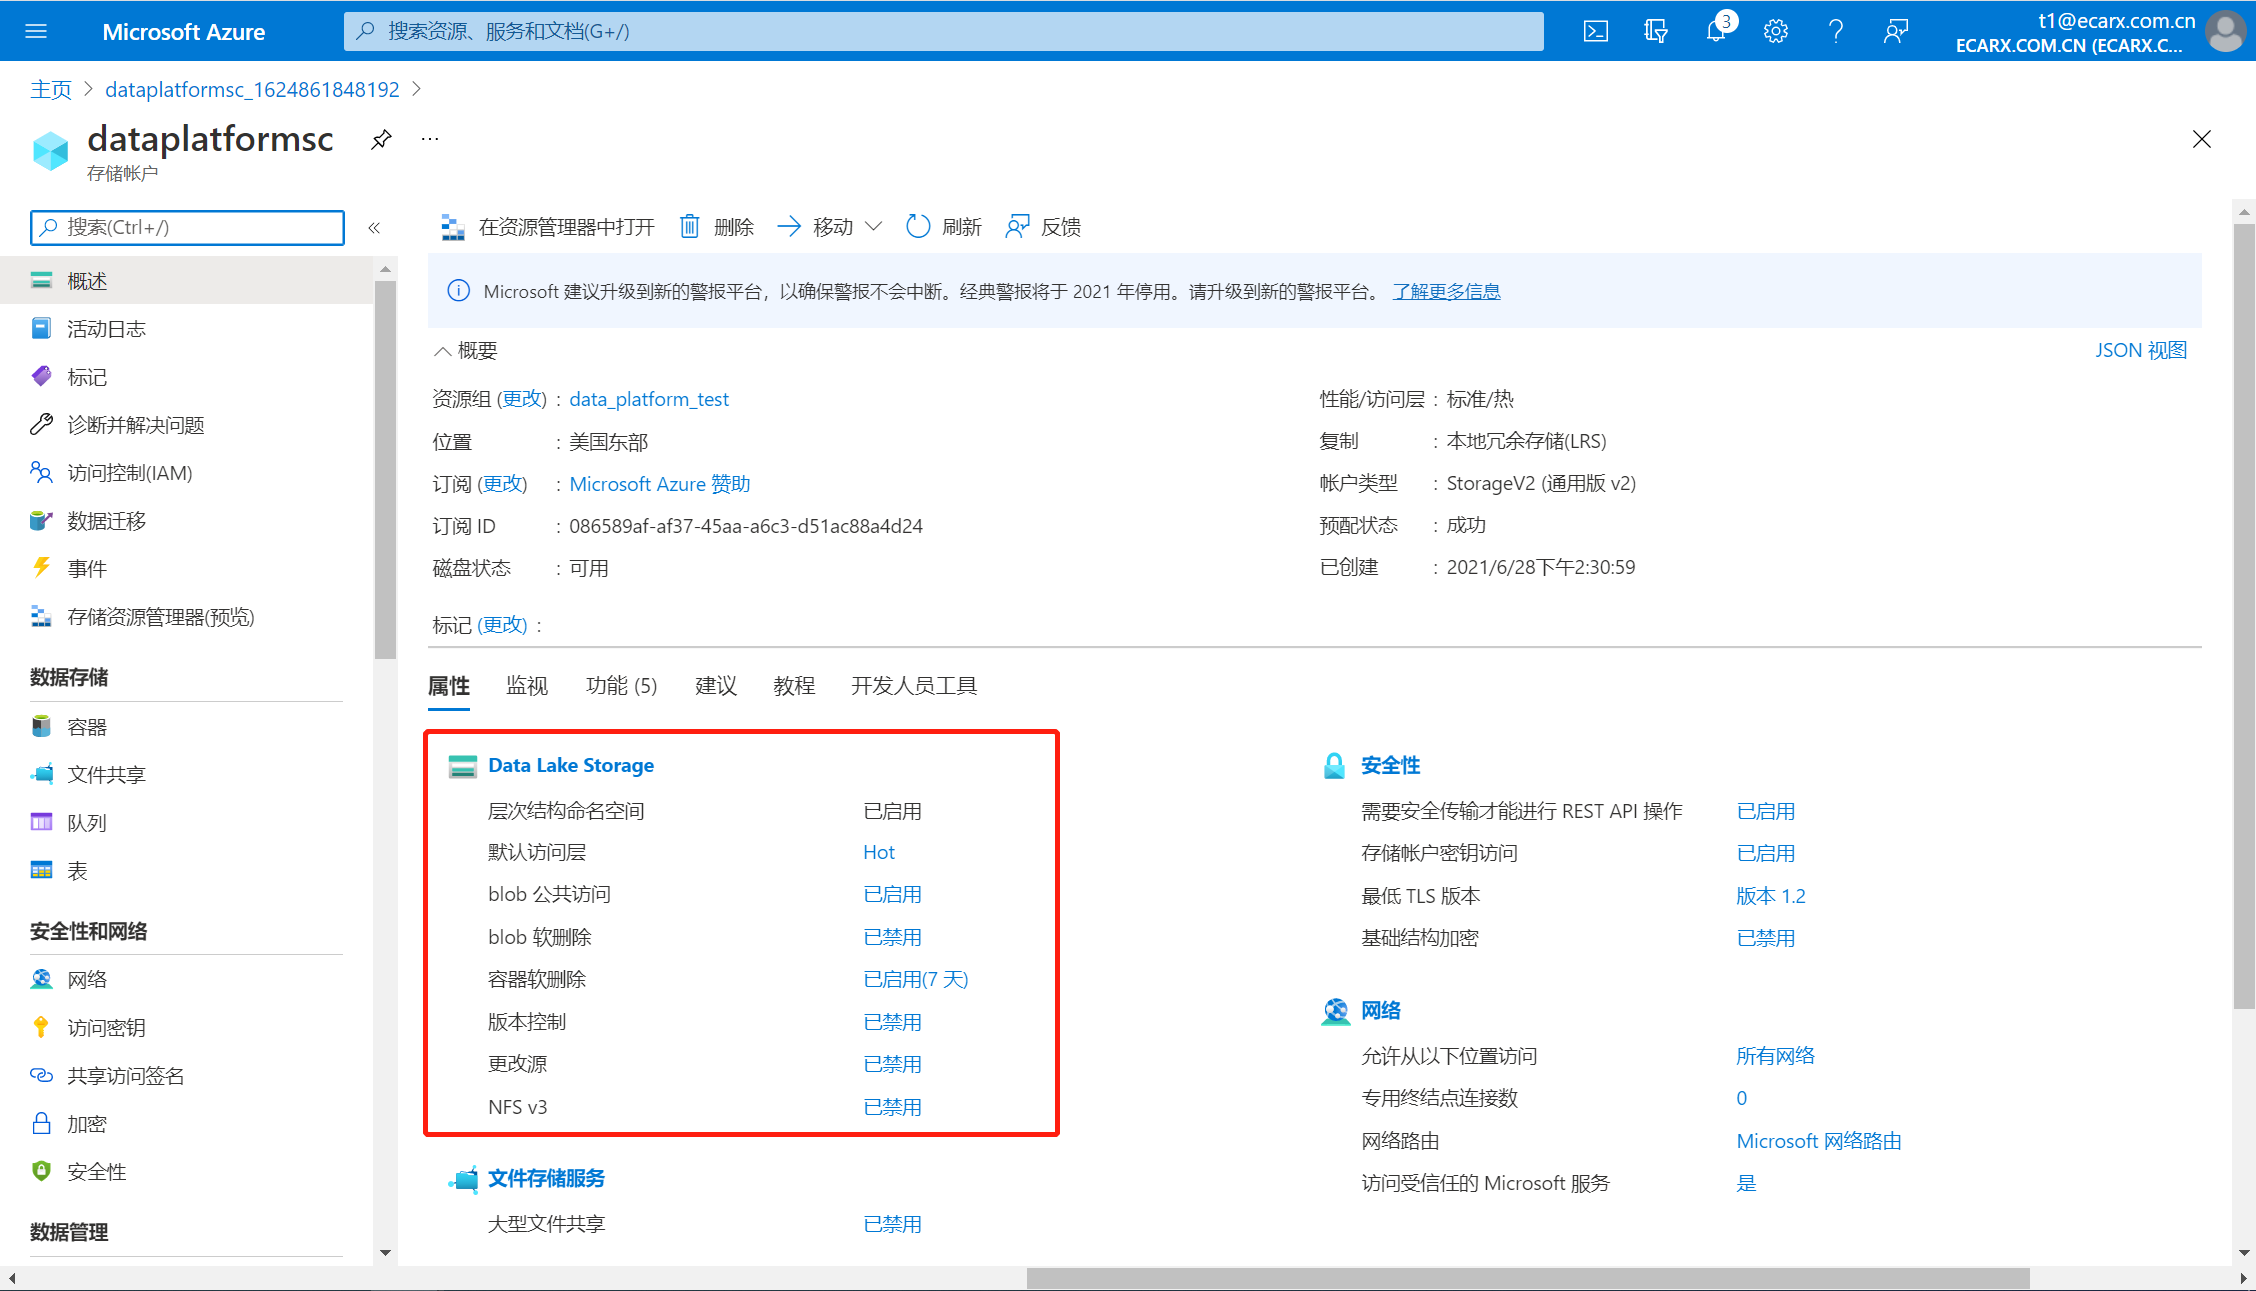 Microsoft Azure
搜索资源、服务和文档(G+/)
3
t1@ecarx.com.cn
ECARX.COM.CN (ECARX.C...
主页 > dataplatformsc_1624861848192 >
dataplatformsc
存储帐户
搜索(Ctrl+/)
概述
活动日志
标记
诊断并解决问题
访问控制(IAM)
数据迁移
事件
存储资源管理器(预览)
数据存储
容器
文件共享
队列
表
安全性和网络
网络
访问密钥
共享访问签名
加密
安全性
数据管理
在资源管理器中打开 删除 移动 刷新 反馈
Microsoft 建议升级到新的警报平台，以确保警报不会中断。经典警报将于 2021 年停用。请升级到新的警报平台。 了解更多信息
概要
JSON 视图
资源组 (更改) : data_platform_test
位置 : 美国东部
订阅 (更改) : Microsoft Azure 赞助
订阅 ID : 086589af-af37-45aa-a6c3-d51ac88a4d24
磁盘状态 : 可用
性能/访问层 : 标准/热
复制 : 本地冗余存储(LRS)
帐户类型 : StorageV2 (通用版 v2)
预配状态 : 成功
已创建 : 2021/6/28下午2:30:59
标记 (更改) :
属性 监视 功能 (5) 建议 教程 开发人员工具
Data Lake Storage
层次结构命名空间 已启用
默认访问层 Hot
blob 公共访问 已启用
blob 软删除 已禁用
容器软删除 已启用(7 天)
版本控制 已禁用
更改源 已禁用
NFS v3 已禁用
文件存储服务
大型文件共享 已禁用
安全性
需要安全传输才能进行 REST API 操作 已启用
存储帐户密钥访问 已启用
最低 TLS 版本 版本 1.2
基础结构加密 已禁用
网络
允许从以下位置访问 所有网络
专用终结点连接数 0
网络路由 Microsoft 网络路由
访问受信任的 Microsoft 服务 是